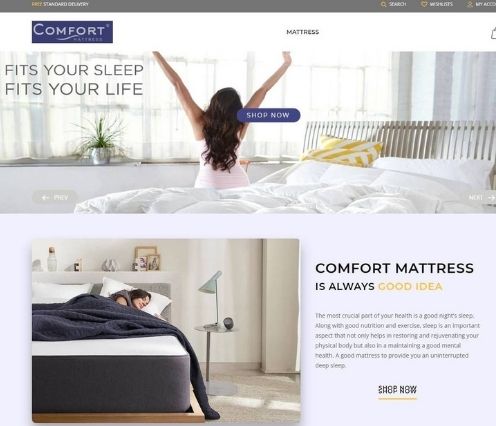 FREE STANDARD DELIVERY
SEARCH
WISHLISTS
MY ACCO
COMFORT®
MATTRESS
MATTRESS
FITS YOUR SLEEP
FITS YOUR LIFE
SHOP NOW
PREV
NEXT
COMFORT MATTRESS
IS ALWAYS GOOD IDEA
The most crucial part of your health is a good night's sleep.
Along with good nutrition and exercise, sleep is an important
aspect that not only helps in restoring and rejuvenating your
physical body but also in a maintaining a good mental
health. A good mattress to provide you an uninterrupted
deep sleep.
SHOP NOW